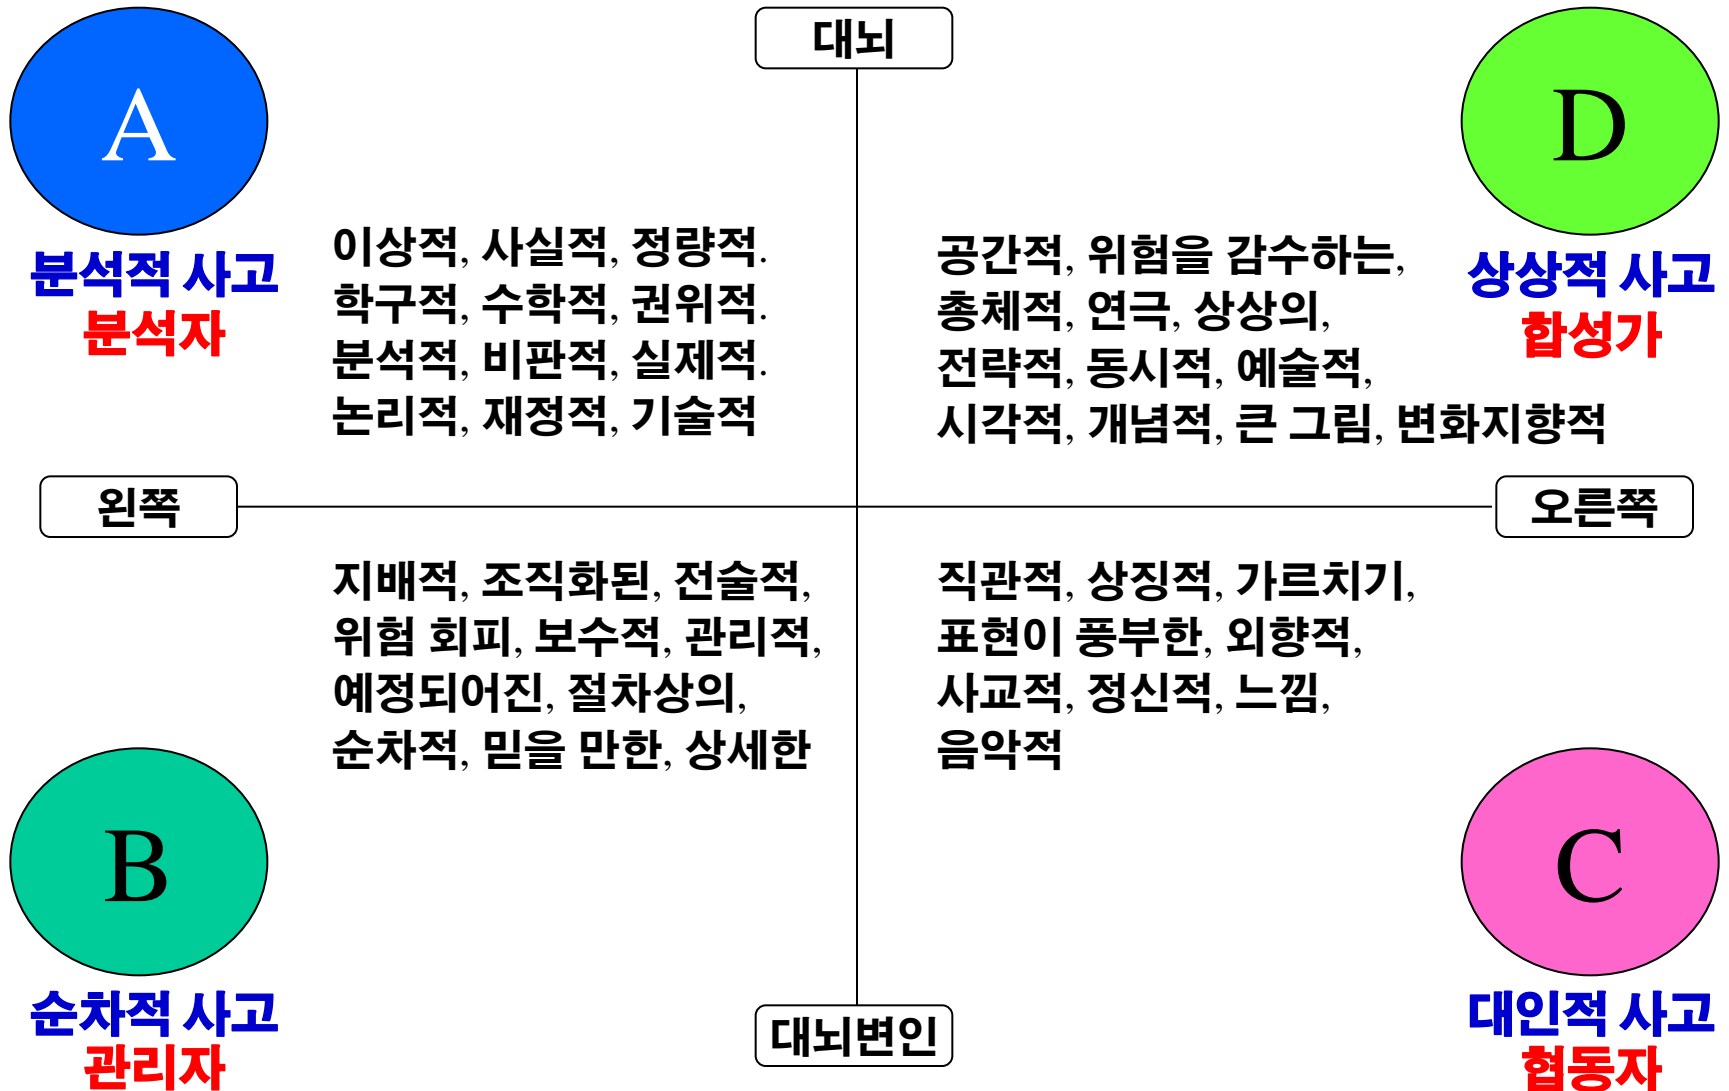 대뇌
A
분석적 사고
분석자
이상적, 사실적, 정량적.
학구적, 수학적, 권위적.
분석적, 비판적, 실제적.
논리적, 재정적, 기술적
D
상상적 사고
합성가
공간적, 위험을 감수하는,
총체적, 연극, 상상의,
전략적, 동시적, 예술적,
시각적, 개념적, 큰 그림, 변화지향적
왼쪽
오른쪽
지배적, 조직화된, 전술적,
위험 회피, 보수적, 관리적,
예정되어진, 절차상의,
순차적, 믿을 만한, 상세한
B
순차적 사고
관리자
직관적, 상징적, 가르치기,
표현이 풍부한, 외향적,
사교적, 정신적, 느낌,
음악적
C
대인적 사고
협동자
대뇌변인